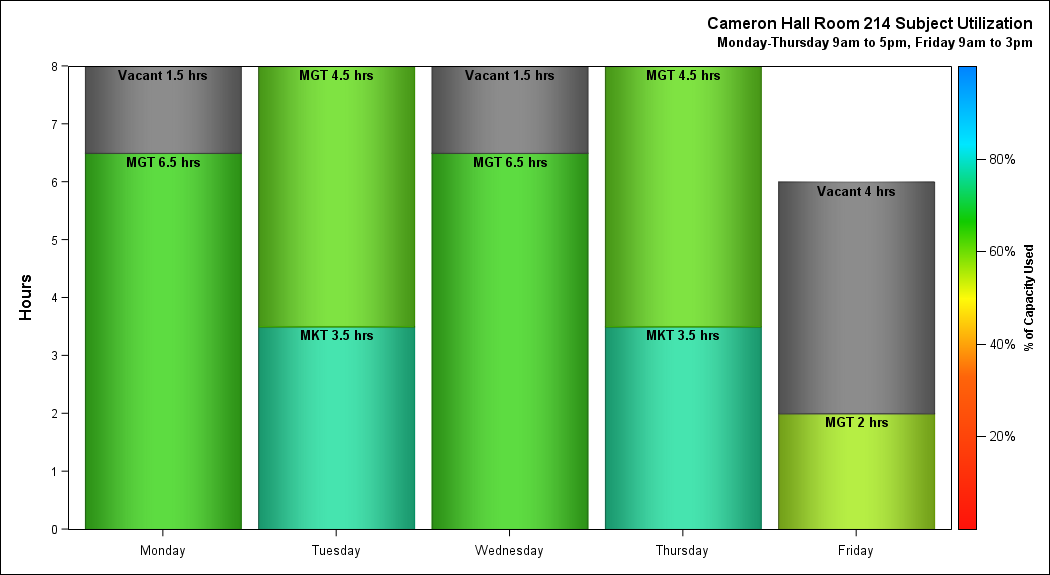 Cameron Hall Room 214 Subject Utilization
Monday-Thursday 9am to 5pm, Friday 9am to 3pm
Hours
8
7
6
5
4
3
2
1
0
Vacant 1.5 hrs
MGT 6.5 hrs
MGT 4.5 hrs
MKT 3.5 hrs
Vacant 1.5 hrs
MGT 6.5 hrs
MGT 4.5 hrs
MKT 3.5 hrs
Vacant 4 hrs
MGT 2 hrs
Monday
Tuesday
Wednesday
Thursday
Friday
80%
60%
40%
20%
% of Capacity Used